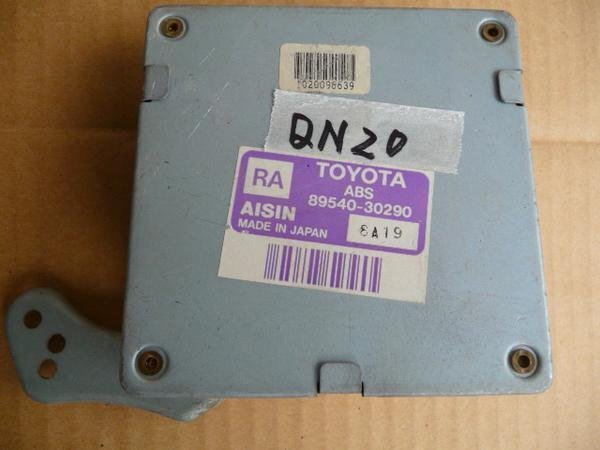 1020096639
QN20
RA
TOYOTA
ABS
89540-30290
AISIN
MADE IN JAPAN
8A19